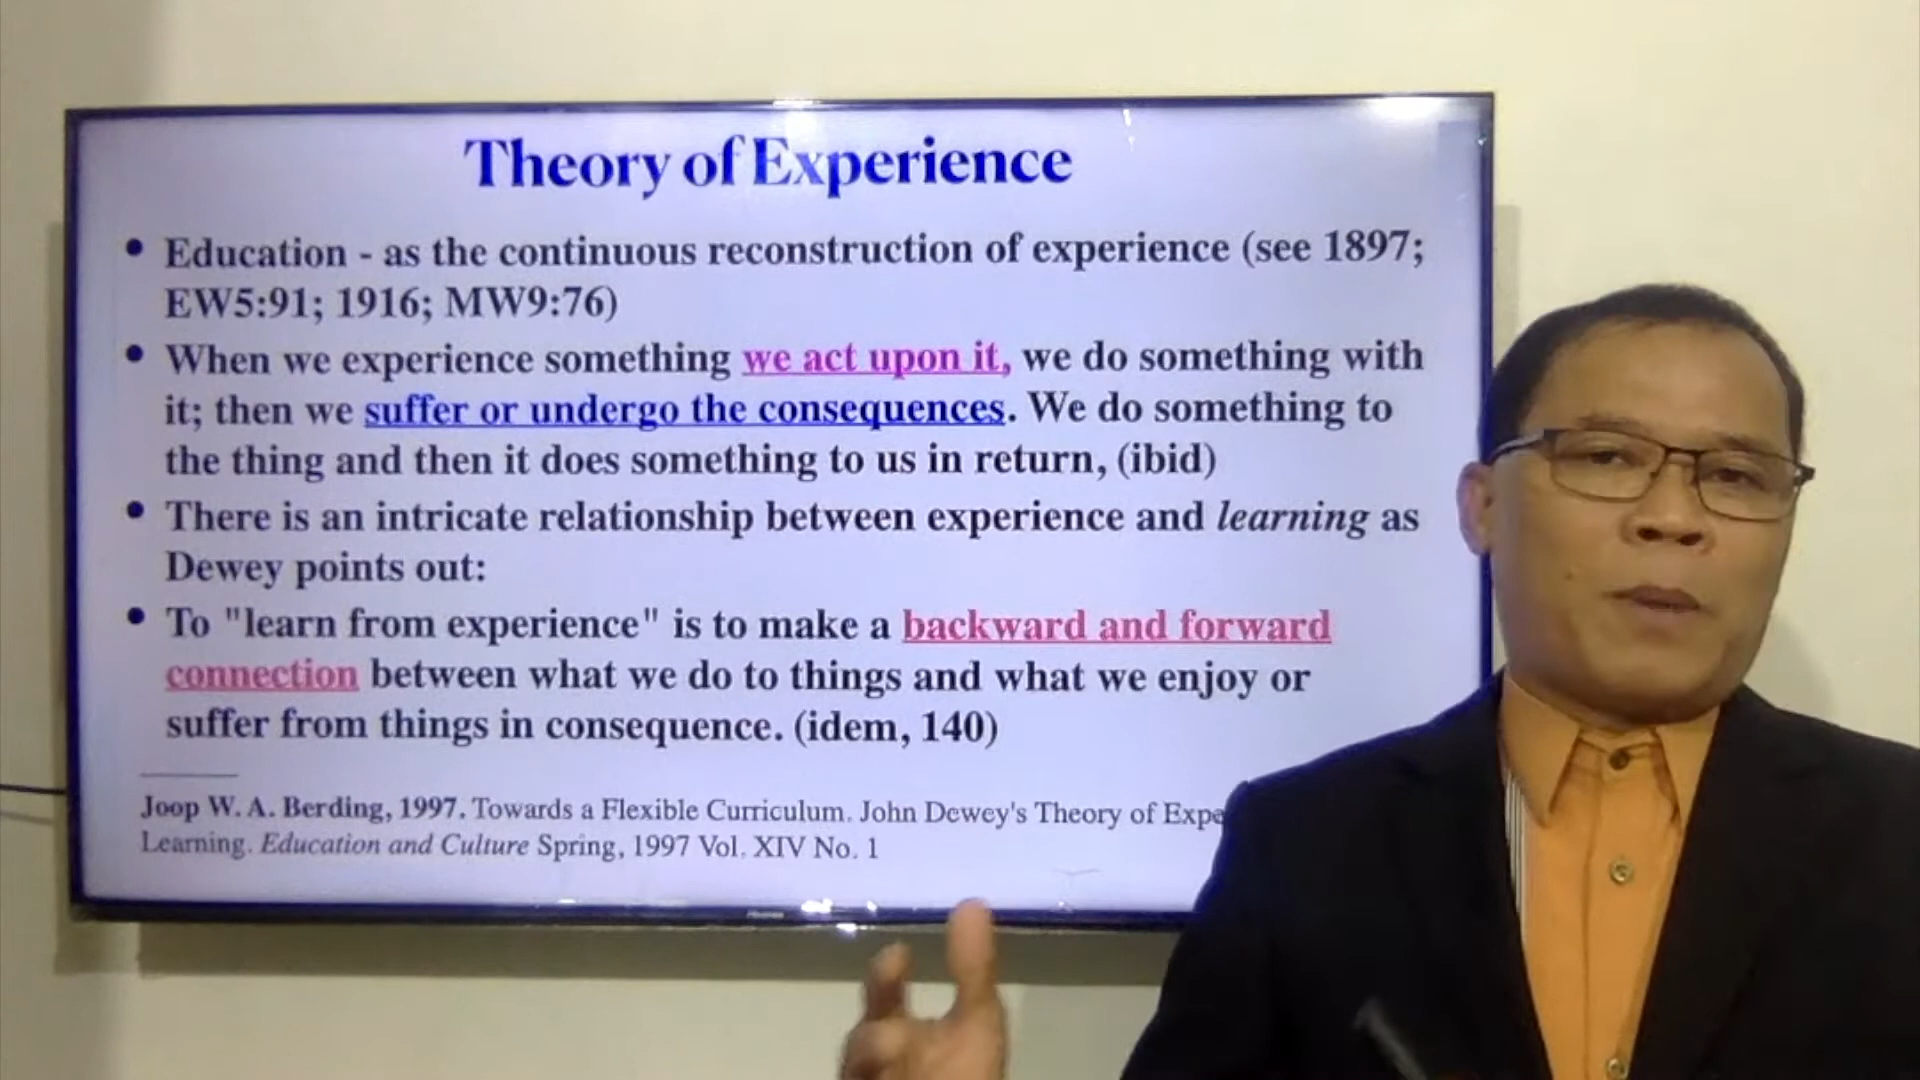 Theory of Experience
• Education - as the continuous reconstruction of experience (see 1897;
EW5:91; 1916; MW9:76)
• When we experience something we act upon it, we do something with
it; then we suffer or undergo the consequences. We do something to
the thing and then it does something to us in return, (ibid)
• There is an intricate relationship between experience and learning as
Dewey points out:
• To "learn from experience" is to make a backward and forward
connection between what we do to things and what we enjoy or
suffer from things in consequence. (idem, 140)
Joop W. A. Berding, 1997. Towards a Flexible Curriculum. John Dewey's Theory of Expe
Learning. Education and Culture Spring, 1997 Vol. XIV No. 1